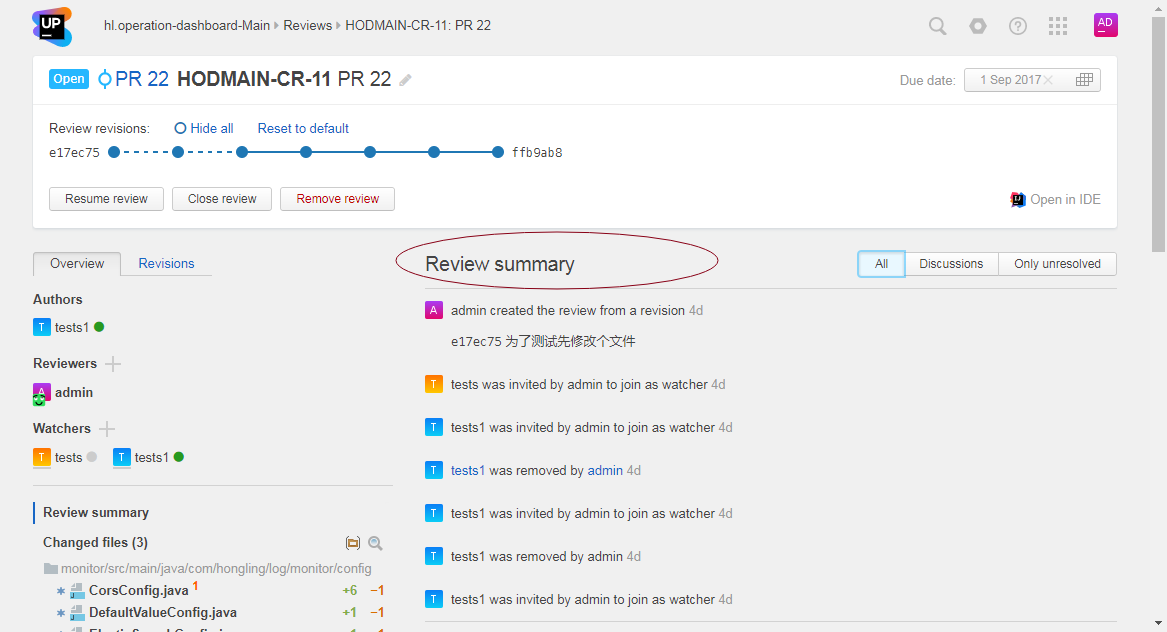 UP
hl.operation-dashboard-Main
Reviews
HODMAIN-CR-11: PR 22
AD
Open
PR 22
HODMAIN-CR-11 PR 22
Due date:
1 Sep 2017
Review revisions:
Hide all
Reset to default
e17ec75
ffb9ab8
Resume review
Close review
Remove review
Open in IDE
Overview
Revisions
Authors
T tests1
Reviewers
A admin
Watchers
T tests
T tests1
Review summary
Changed files (3)
monitor/src/main/java/com/hongling/log/monitor/config
CorsConfig.java 1 +6 −1
DefaultValueConfig.java +1 −1
Review summary
All
Discussions
Only unresolved
A admin created the review from a revision 4d
e17ec75 为了测试先修改个文件
T tests was invited by admin to join as watcher 4d
T tests1 was invited by admin to join as watcher 4d
T tests1 was removed by admin 4d
T tests1 was invited by admin to join as watcher 4d
T tests1 was removed by admin 4d
T tests1 was invited by admin to join as watcher 4d